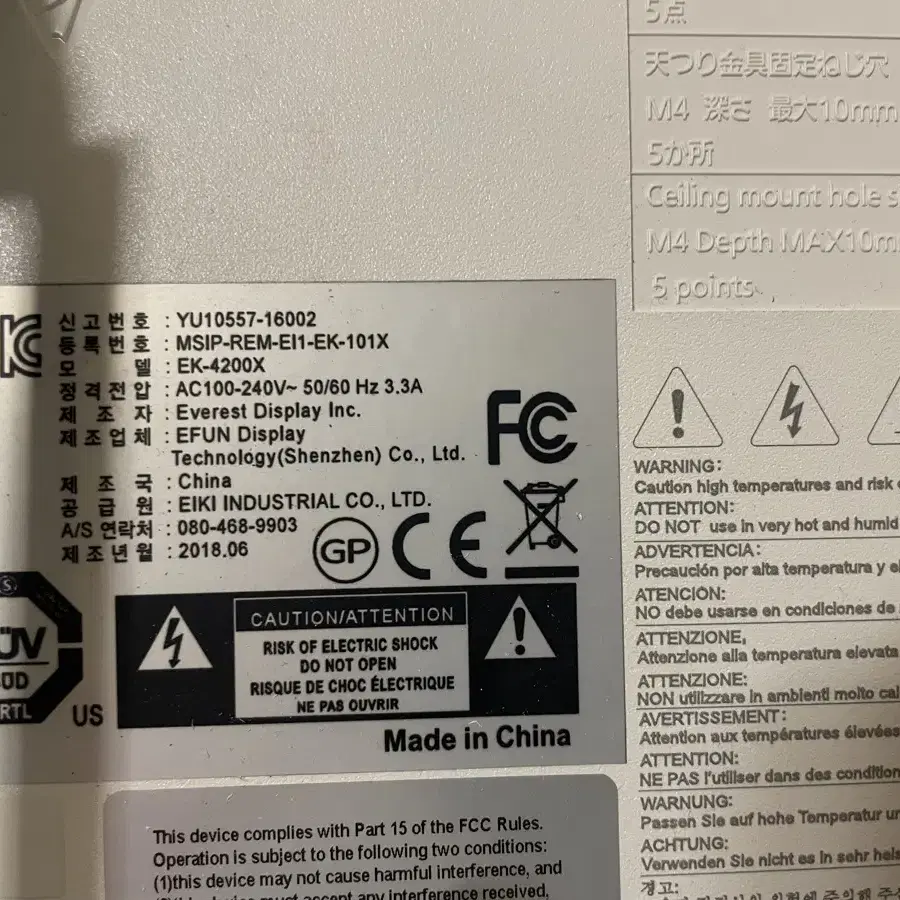 5点
天つり金具固定ねじ穴
M4 深さ 最大10mm
5か所
Ceiling mount hole s
M4 Depth MAX10m
5 points
신고번호 : YU10557-16002
등록번호 : MSIP-REM-EI1-EK-101X
모 델 : EK-4200X
정격전압 : AC100-240V~ 50/60 Hz 3.3A
제 조 자 : Everest Display Inc.
제조업체 : EFUN Display
Technology(Shenzhen) Co., Ltd.
제 조 국 : China
공 급 원 : EIKI INDUSTRIAL CO., LTD.
A/S 연락처 : 080-468-9903
제조년월 : 2018.06
FC
GP CE
ÜV
SÜD
RTL
US
CAUTION/ATTENTION
RISK OF ELECTRIC SHOCK
DO NOT OPEN
RISQUE DE CHOC ÉLECTRIQUE
NE PAS OUVRIR
Made in China
This device complies with Part 15 of the FCC Rules.
Operation is subject to the following two conditions:
(1)this device may not cause harmful interference, and
must accept any interference received,
WARNING:
Caution high temperatures and risk
ATTENTION:
DO NOT use in very hot and humid
ADVERTENCIA:
Precaución por alta temperatura y el
ATENCION:
NO debe usarse en condiciones de
ATTENZIONE,
Attenzione alla temperatura elevata
ATTENZIONE:
NON utilizzare in ambienti molto cal
AVERTISSEMENT:
Attention aux températures élevées
ATTENTION:
NE PAS l'utiliser dans des condition
WARNUNG:
Passen Sie auf hohe Temperatur un
ACHTUNG:
Verwenden Sie nicht es in sehr heis
경고: